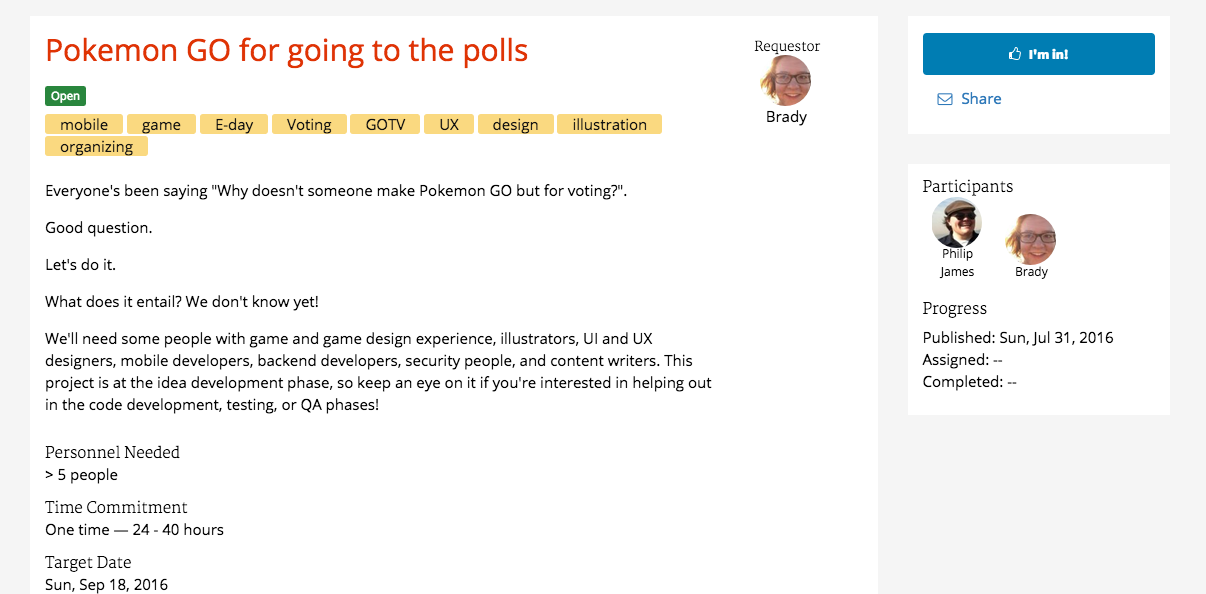 Pokemon GO for going to the polls
Open
mobile game E-day Voting GOTV UX design illustration
organizing
Everyone's been saying "Why doesn't someone make Pokemon GO but for voting?".
Good question.
Let's do it.
What does it entail? We don't know yet!
We'll need some people with game and game design experience, illustrators, UI and UX
designers, mobile developers, backend developers, security people, and content writers. This
project is at the idea development phase, so keep an eye on it if you're interested in helping out
in the code development, testing, or QA phases!
Personnel Needed
> 5 people
Time Commitment
One time — 24 - 40 hours
Target Date
Sun, Sep 18, 2016
Requestor
Brady
I'm in!
Share
Participants
Philip
James
Brady
Progress
Published: Sun, Jul 31, 2016
Assigned: --
Completed: --